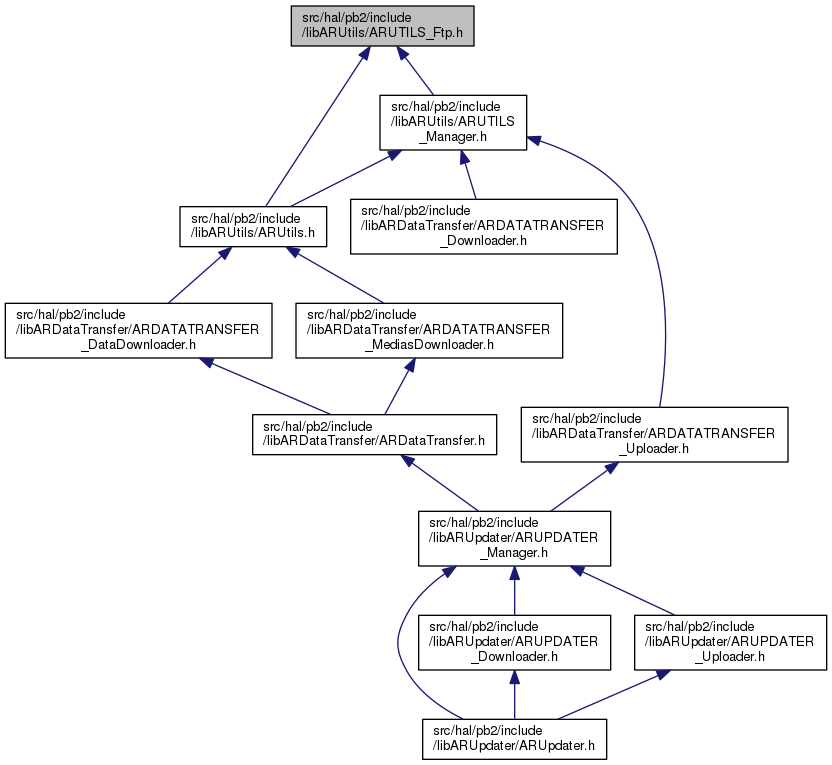 src/hal/pb2/include
/libARUtils/ARUTILS_Ftp.h
src/hal/pb2/include
/libARUtils/ARUTILS
_Manager.h
src/hal/pb2/include
/libARUtils/ARUtils.h
src/hal/pb2/include
/libARDataTransfer/ARDATATRANSFER
_Downloader.h
src/hal/pb2/include
/libARDataTransfer/ARDATATRANSFER
_DataDownloader.h
src/hal/pb2/include
/libARDataTransfer/ARDATATRANSFER
_MediasDownloader.h
src/hal/pb2/include
/libARDataTransfer/ARDataTransfer.h
src/hal/pb2/include
/libARDataTransfer/ARDATATRANSFER
_Uploader.h
src/hal/pb2/include
/libARUpdater/ARUPDATER
_Manager.h
src/hal/pb2/include
/libARUpdater/ARUPDATER
_Downloader.h
src/hal/pb2/include
/libARUpdater/ARUPDATER
_Uploader.h
src/hal/pb2/include
/libARUpdater/ARUpdater.h